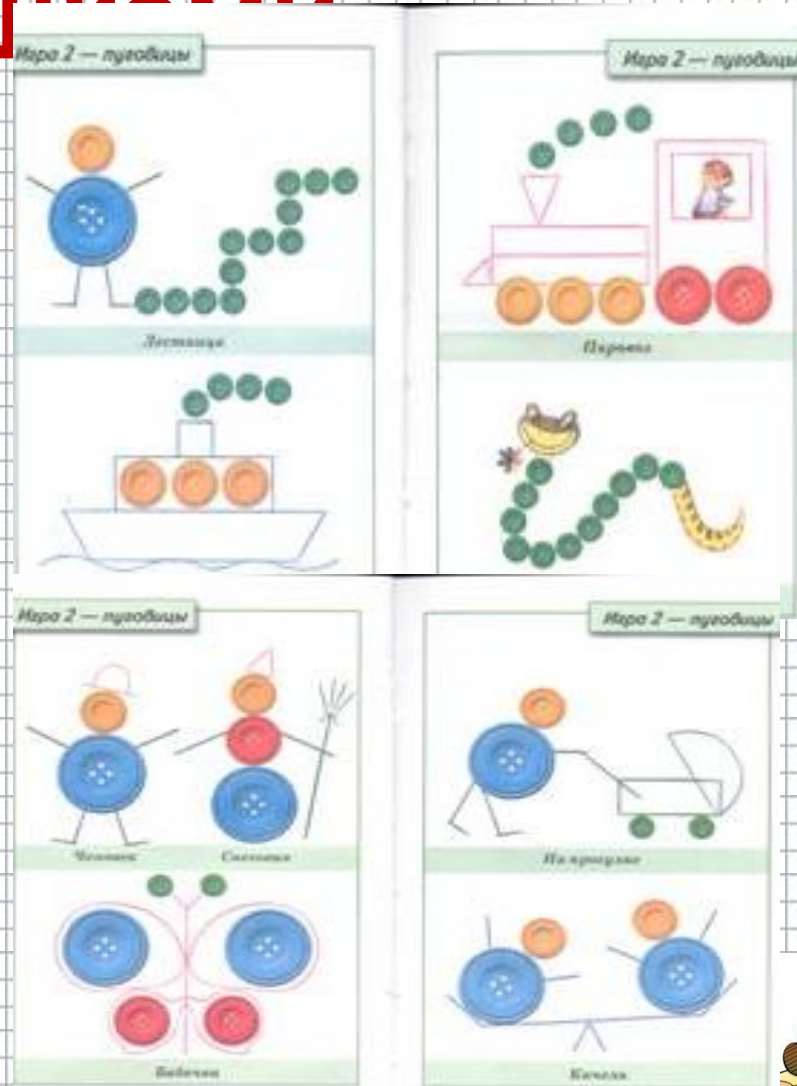 Игра 2 — пуговицы
Игра 2 — пуговицы
Лестница
Паровоз
Игра 2 — пуговицы
Игра 2 — пуговицы
Человек
Снеговик
На прогулке
Бабочка
Качели